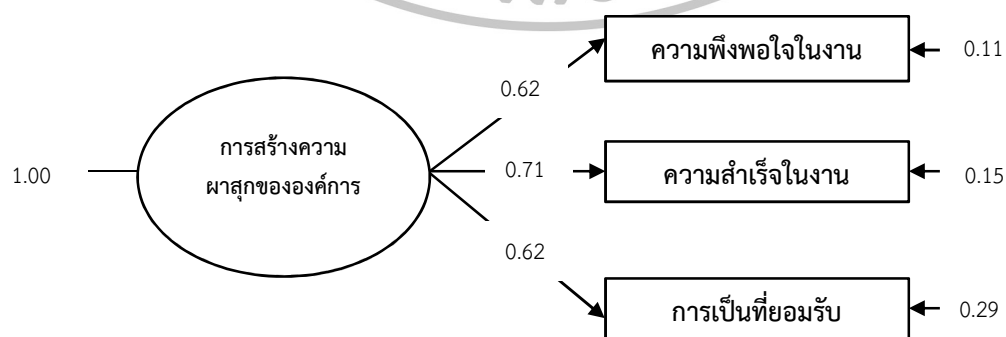 ความพึงพอใจในงาน
0.11
0.62
การสร้างความ
ผาสุกขององค์การ
1.00
0.71
ความสำเร็จในงาน
0.15
0.62
การเป็นที่ยอมรับ
0.29